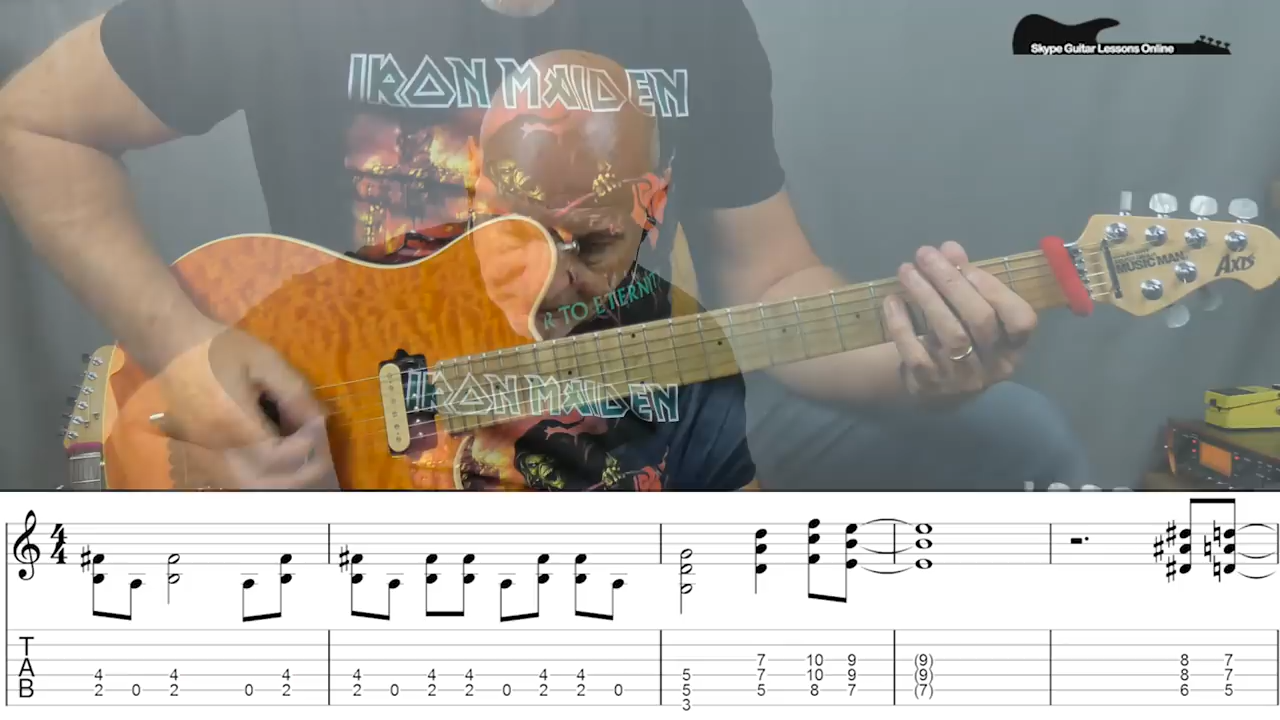 Skype Guitar Lessons Online
IRON MAIDEN
MUSIC MAN
AXIS
R TO ETERNIT
IRON MAIDEN
4
4
T
A
B
4 4 4 4 4 4 4 4 7 10 9 (9) 8 7
2 0 2 0 2 2 0 2 2 0 2 2 0 5 7 10 9 (9) 8 7
5 5 8 7 (7) 6 5
3